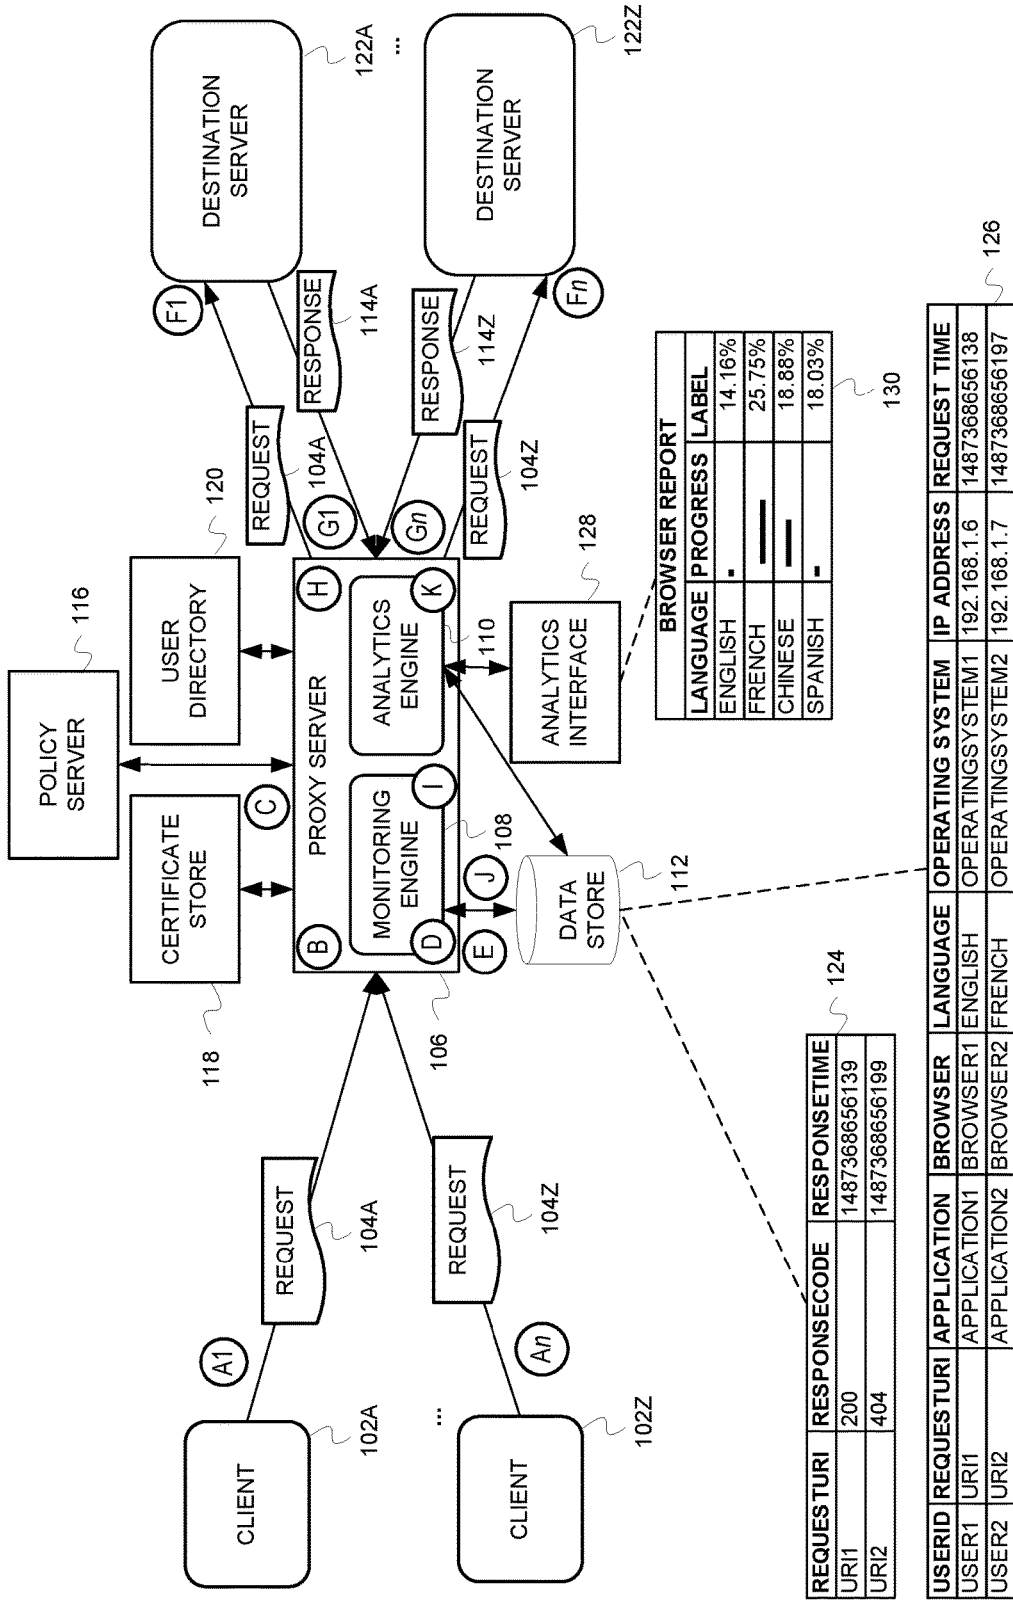 POLICY
SERVER
116
CERTIFICATE
STORE
118
C
USER
DIRECTORY
120
CLIENT
102A
...
CLIENT
102Z
A1
An
REQUEST
104A
REQUEST
104Z
PROXY SERVER
B
H
MONITORING
ENGINE
D
I
108
ANALYTICS
ENGINE
K
110
106
E
J
DATA
STORE
112
ANALYTICS
INTERFACE
128
G1
Gn
REQUEST
104A
RESPONSE
114A
RESPONSE
114Z
REQUEST
104Z
F1
Fn
DESTINATION
SERVER
122A
...
DESTINATION
SERVER
122Z
BROWSER REPORT
LANGUAGE PROGRESS LABEL
ENGLISH 14.16%
FRENCH 25.75%
CHINESE 18.88%
SPANISH 18.03%
130
REQUESTURI RESPONSECODE RESPONSETIME
URI1 200 1487368656139
URI2 404 1487368656199
124
USERID REQUESTURI APPLICATION BROWSER LANGUAGE OPERATING SYSTEM IP ADDRESS REQUEST TIME
USER1 URI1 APPLICATION1 BROWSER1 ENGLISH OPERATINGSYSTEM1 192.168.1.6 1487368656138
USER2 URI2 APPLICATION2 BROWSER2 FRENCH OPERATINGSYSTEM2 192.168.1.7 1487368656197
126